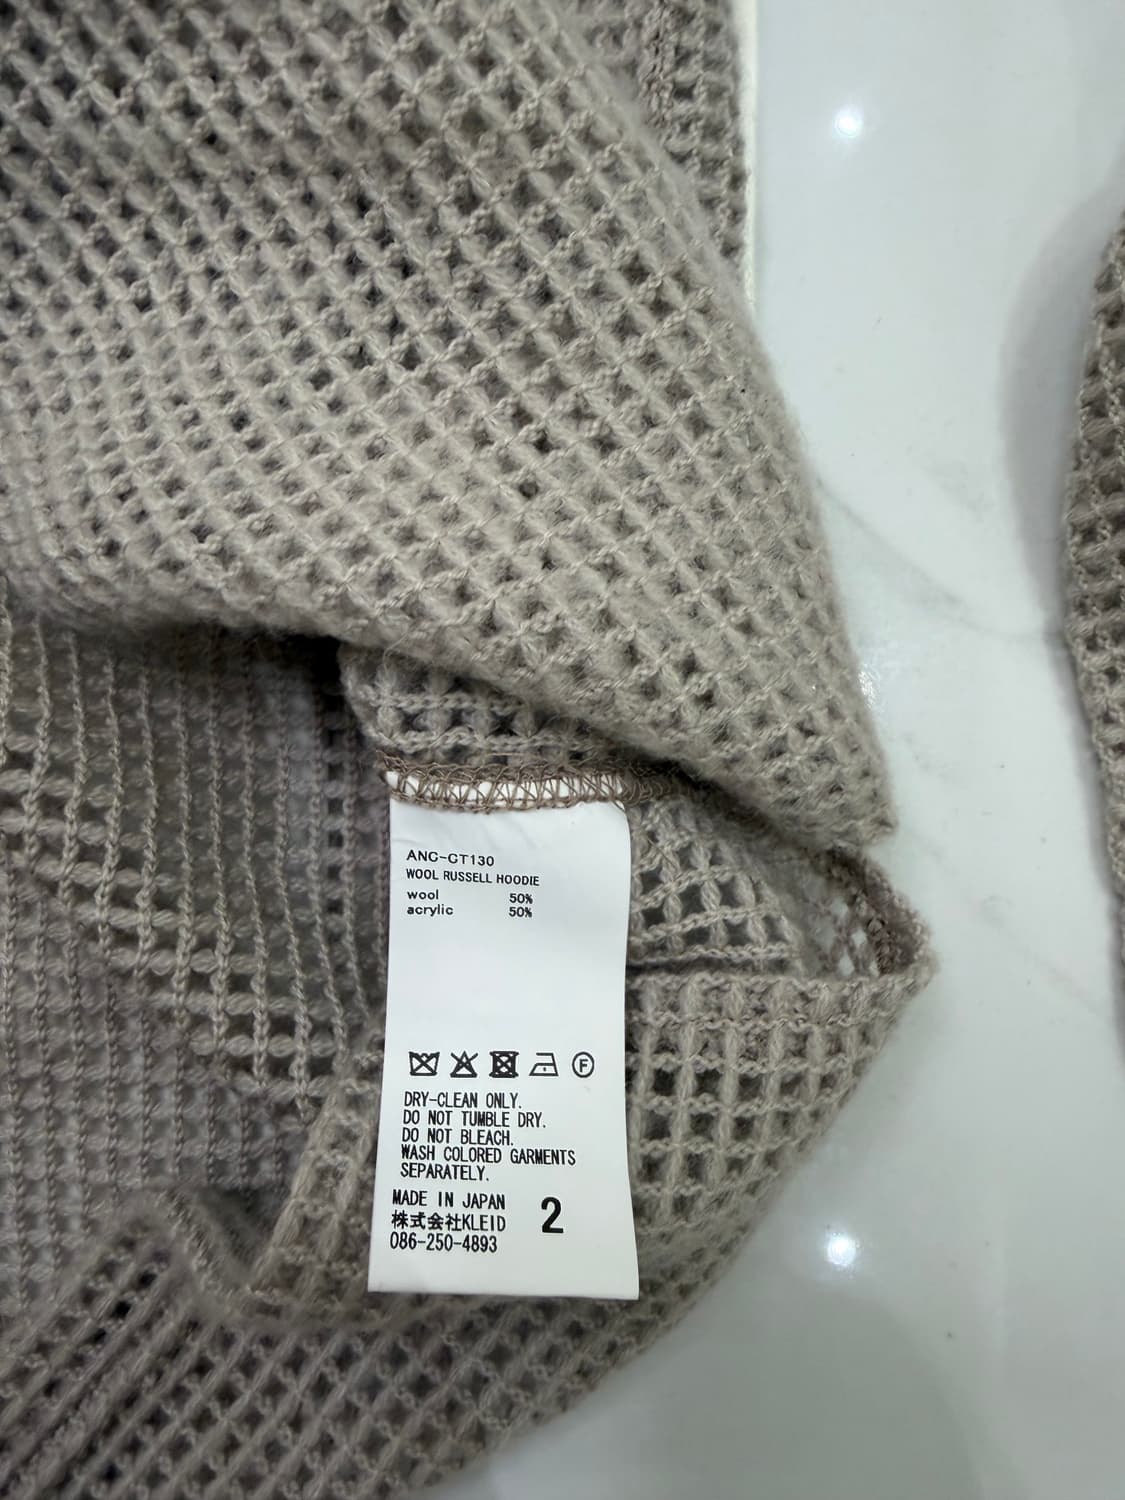 ANC-CT130
WOOL RUSSELL HOODIE
wool 50%
acrylic 50%
F
DRY-CLEAN ONLY.
DO NOT TUMBLE DRY.
DO NOT BLEACH.
WASH COLORED GARMENTS
SEPARATELY.
MADE IN JAPAN
株式会社KLEID
086-250-4893
2